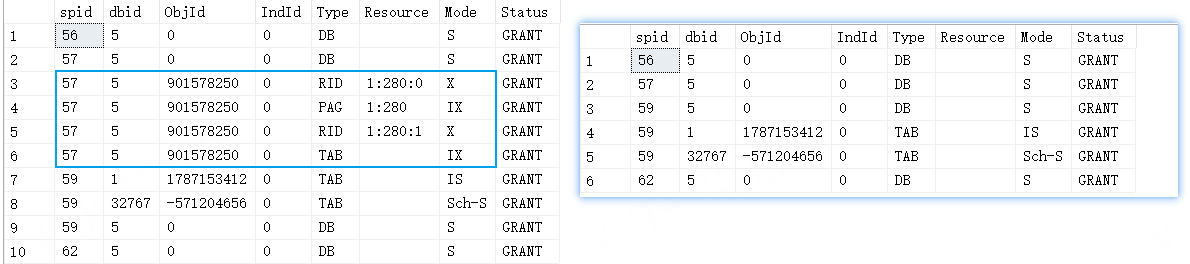 spid dbid ObjId IndId Type Resource Mode Status
1 56 5 0 0 DB S GRANT
2 57 5 0 0 DB S GRANT
3 57 5 901578250 0 RID 1:280:0 X GRANT
4 57 5 901578250 0 PAG 1:280 IX GRANT
5 57 5 901578250 0 RID 1:280:1 X GRANT
6 57 5 901578250 0 TAB IX GRANT
7 59 1 1787153412 0 TAB IS GRANT
8 59 32767 -571204656 0 TAB Sch-S GRANT
9 59 5 0 0 DB S GRANT
10 62 5 0 0 DB S GRANT
spid dbid ObjId IndId Type Resource Mode Status
1 56 5 0 0 DB S GRANT
2 57 5 0 0 DB S GRANT
3 59 5 0 0 DB S GRANT
4 59 1 1787153412 0 TAB IS GRANT
5 59 32767 -571204656 0 TAB Sch-S GRANT
6 62 5 0 0 DB S GRANT